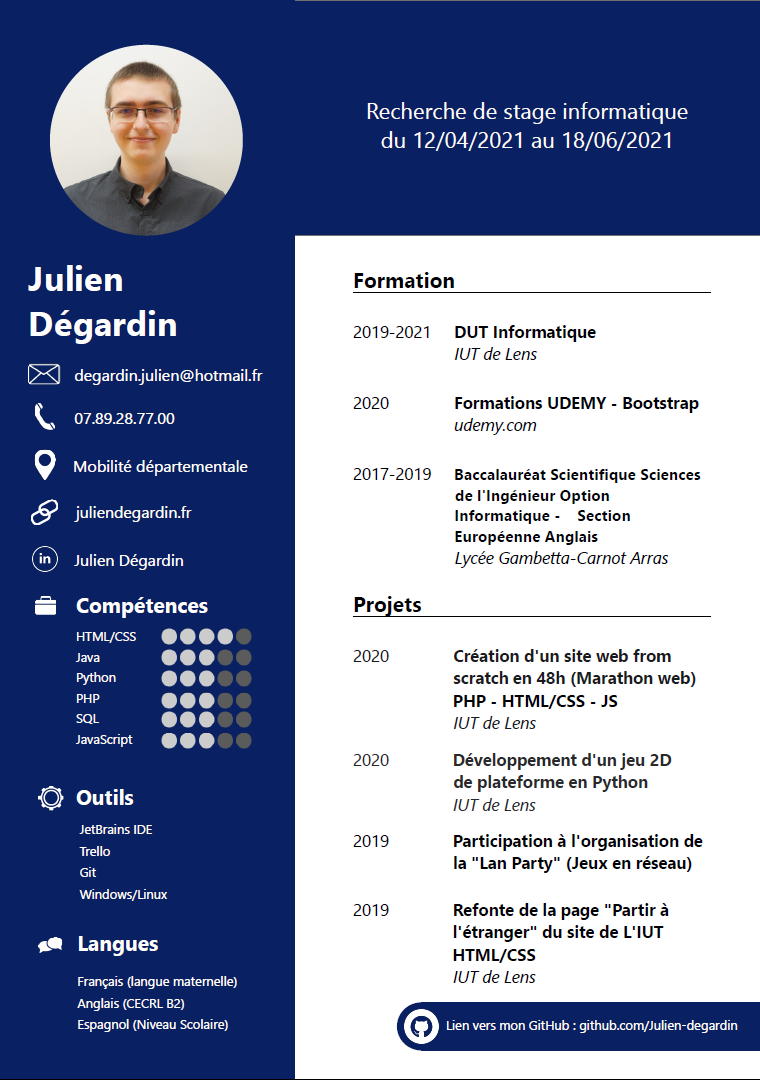 Recherche de stage informatique
du 12/04/2021 au 18/06/2021
Julien
Dégardin
degardin.julien@hotmail.fr
07.89.28.77.00
Mobilité départementale
juliendegardin.fr
in
Julien Dégardin
Compétences
HTML/CSS
Java
Python
PHP
SQL
JavaScript
Outils
JetBrains IDE
Trello
Git
Windows/Linux
Langues
Français (langue maternelle)
Anglais (CECRL B2)
Espagnol (Niveau Scolaire)
Formation
2019-2021 DUT Informatique
IUT de Lens
2020 Formations UDEMY - Bootstrap
udemy.com
2017-2019 Baccalauréat Scientifique Sciences
de l'Ingénieur Option
Informatique - Section
Européenne Anglais
Lycée Gambetta-Carnot Arras
Projets
2020 Création d'un site web from
scratch en 48h (Marathon web)
PHP - HTML/CSS - JS
IUT de Lens
2020 Développement d'un jeu 2D
de plateforme en Python
IUT de Lens
2019 Participation à l'organisation de
la "Lan Party" (Jeux en réseau)
2019 Refonte de la page "Partir à
l'étranger" du site de L'IUT
HTML/CSS
IUT de Lens
Lien vers mon GitHub : github.com/Julien-degardin